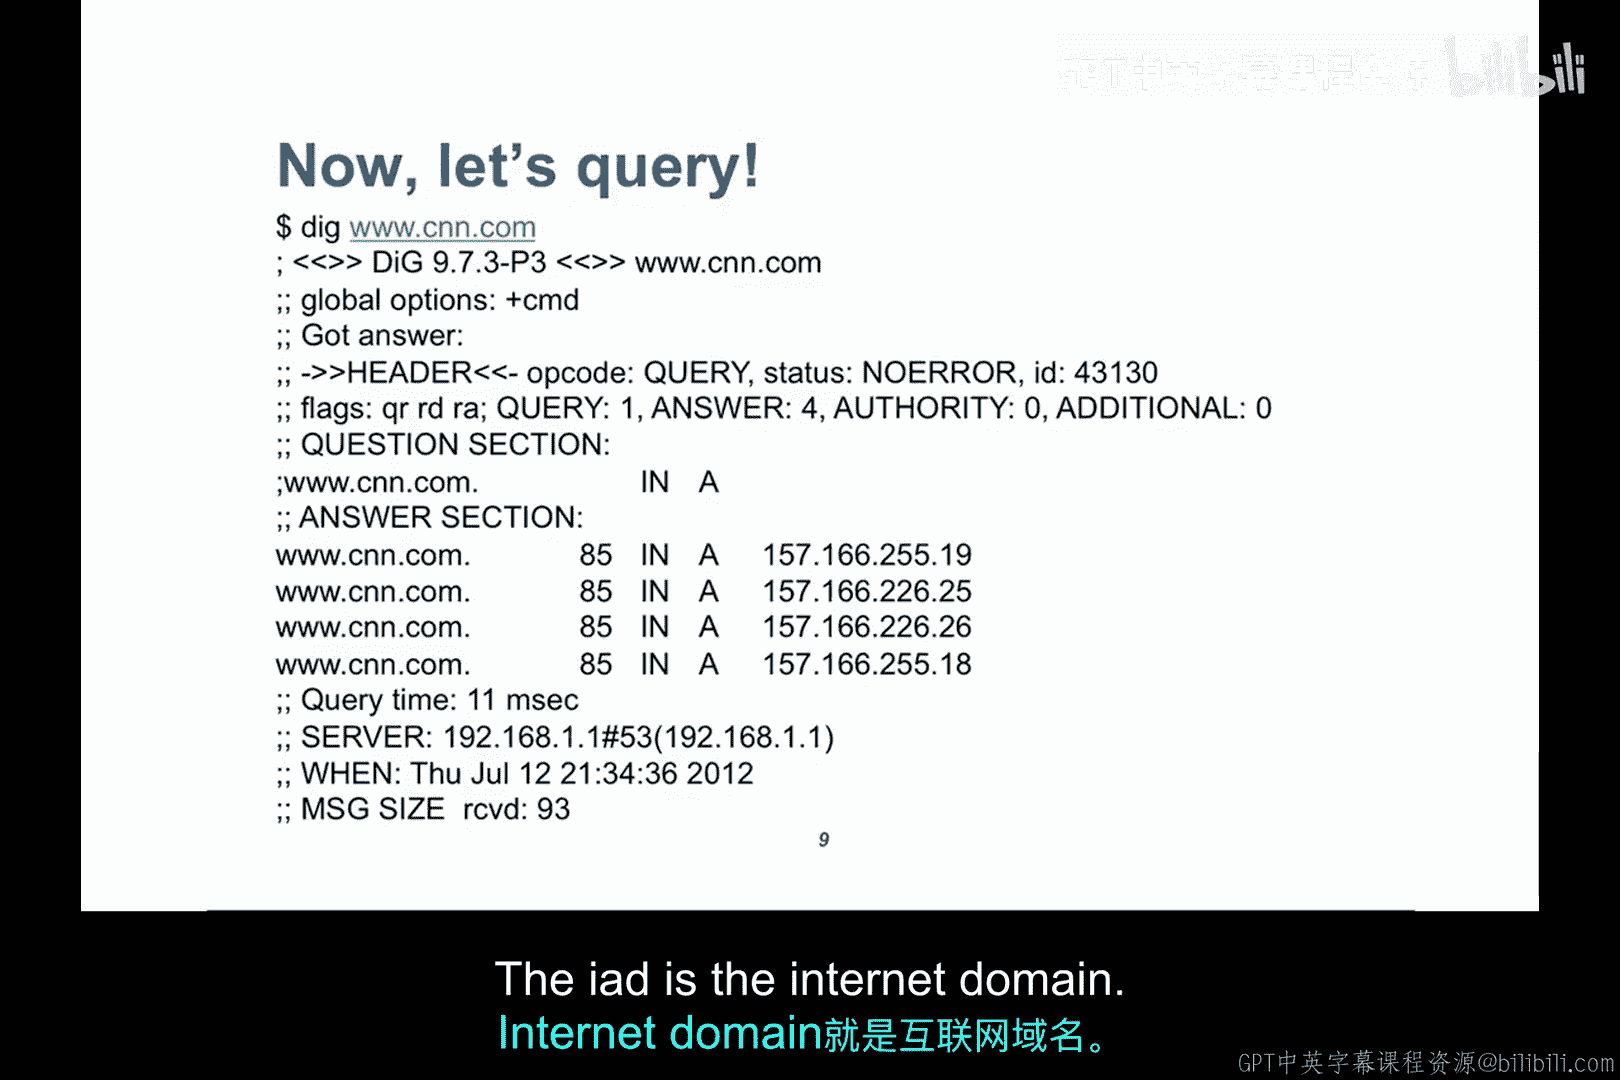 bilibili
Now, let's query!
$ dig www.cnn.com
; <<>> DiG 9.7.3-P3 <<>> www.cnn.com
;; global options: +cmd
;; Got answer:
;; ->>HEADER<<- opcode: QUERY, status: NOERROR, id: 43130
;; flags: qr rd ra; QUERY: 1, ANSWER: 4, AUTHORITY: 0, ADDITIONAL: 0
;; QUESTION SECTION:
;www.cnn.com. IN A
;; ANSWER SECTION:
www.cnn.com. 85 IN A 157.166.255.19
www.cnn.com. 85 IN A 157.166.226.25
www.cnn.com. 85 IN A 157.166.226.26
www.cnn.com. 85 IN A 157.166.255.18
;; Query time: 11 msec
;; SERVER: 192.168.1.1#53(192.168.1.1)
;; WHEN: Thu Jul 12 21:34:36 2012
;; MSG SIZE rcvd: 93
9
The iad is the internet domain.
Internet domain就是互联网域名。
GPT中英字幕课程资源@bilibili.com